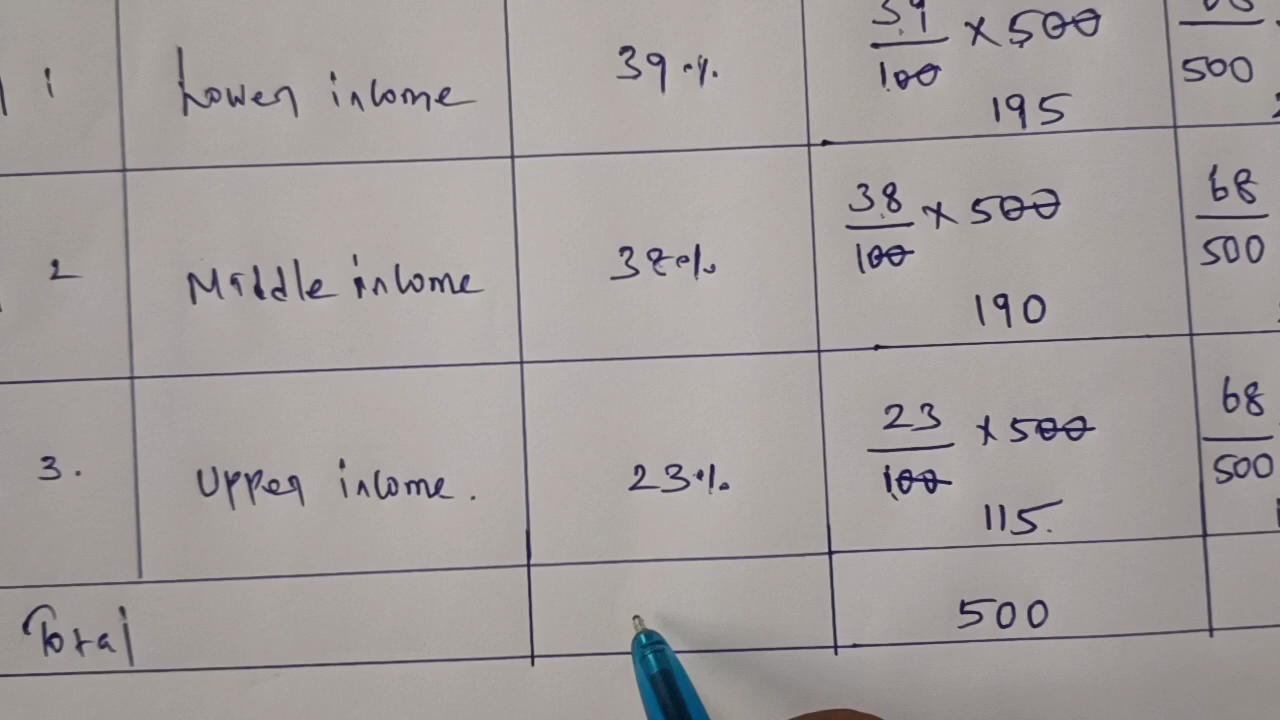 1 Lower income 39% 39/100 × 500 /500
195
2 Middle income 38% 38/100 × 500 68/500
190
3. Upper income. 23% 23/100 × 500 68/500
115.
Total 500